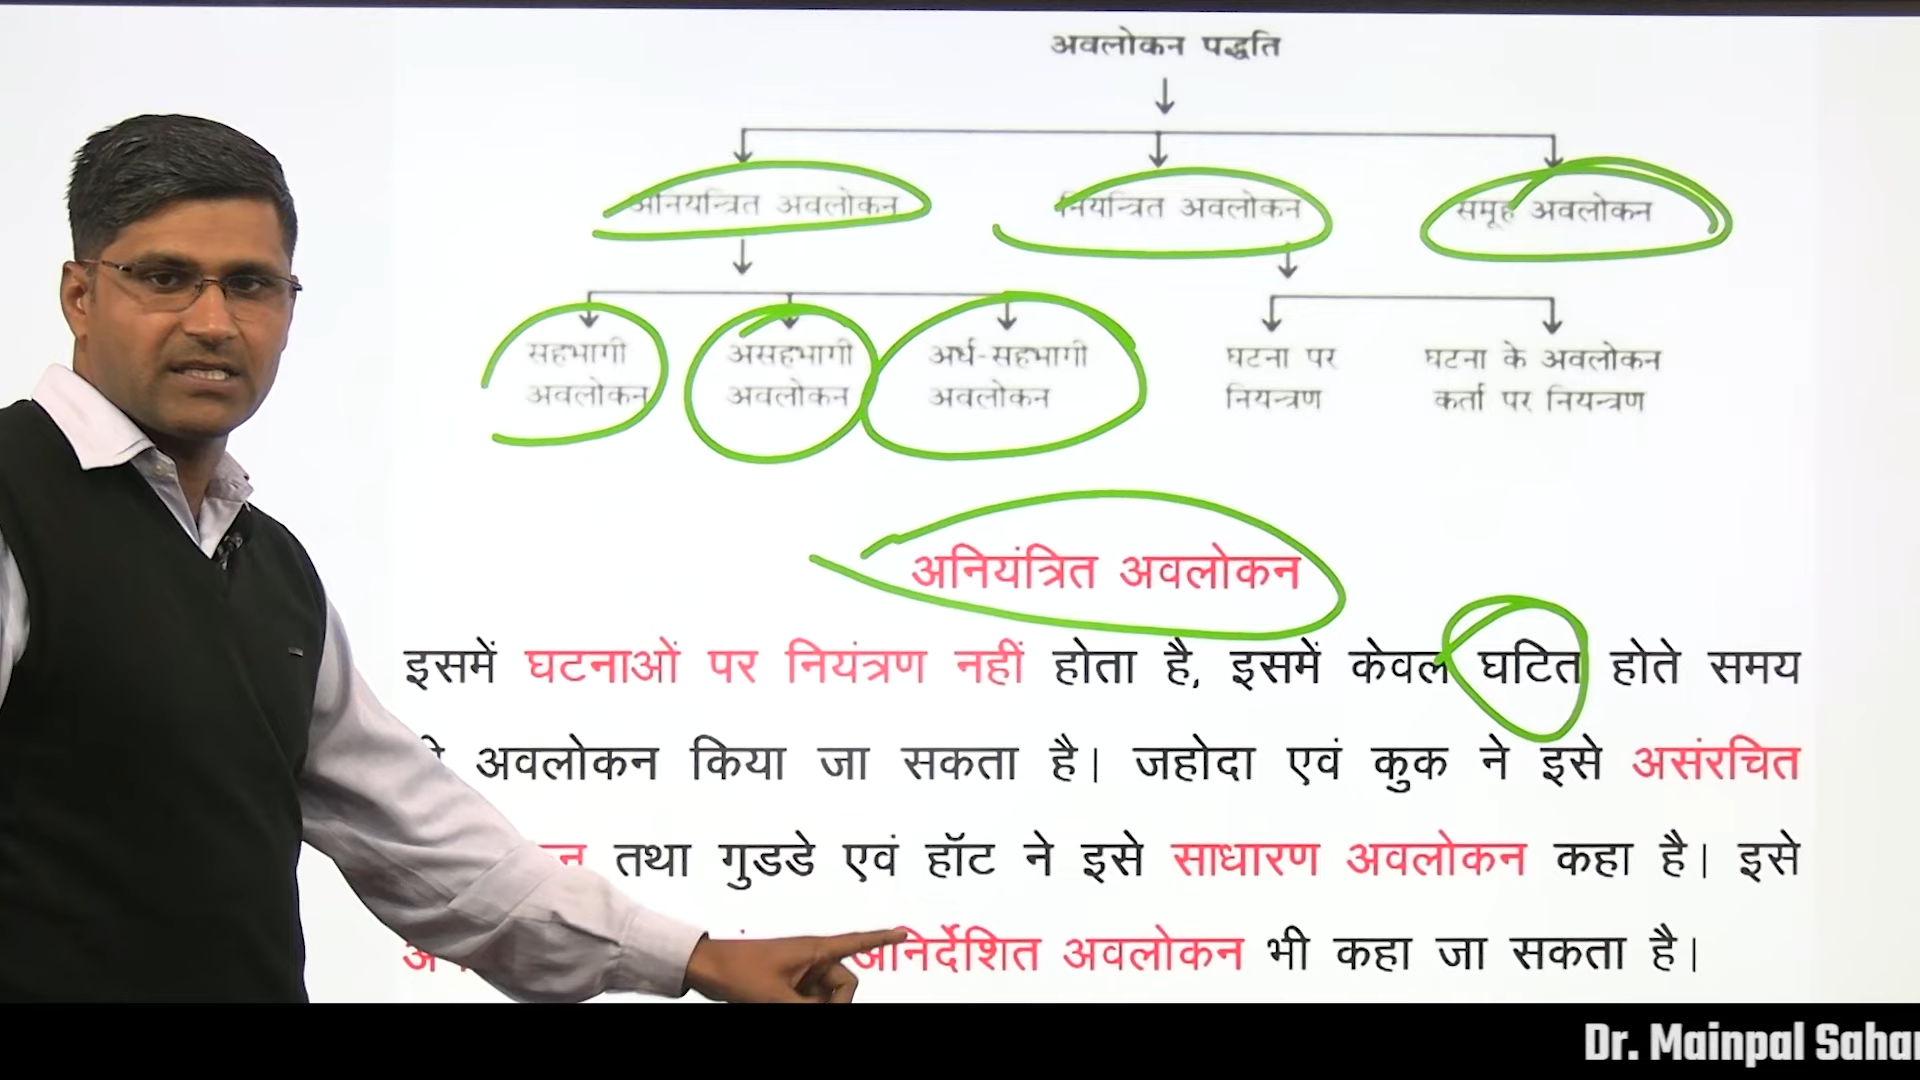 अवलोकन पद्धति
अनियन्त्रित अवलोकन नियन्त्रित अवलोकन समूह अवलोकन
सहभागी अवलोकन असहभागी अवलोकन अर्ध-सहभागी अवलोकन घटना पर नियन्त्रण घटना के अवलोकन कर्ता पर नियन्त्रण
अनियंत्रित अवलोकन
इसमें घटनाओं पर नियंत्रण नहीं होता है, इसमें केवल घटित होते समय
अवलोकन किया जा सकता है। जहोदा एवं कुक ने इसे असंरचित
तथा गुडडे एवं हॉट ने इसे साधारण अवलोकन कहा है। इसे
अनिर्देशित अवलोकन भी कहा जा सकता है।
Dr. Mainpal Sahar